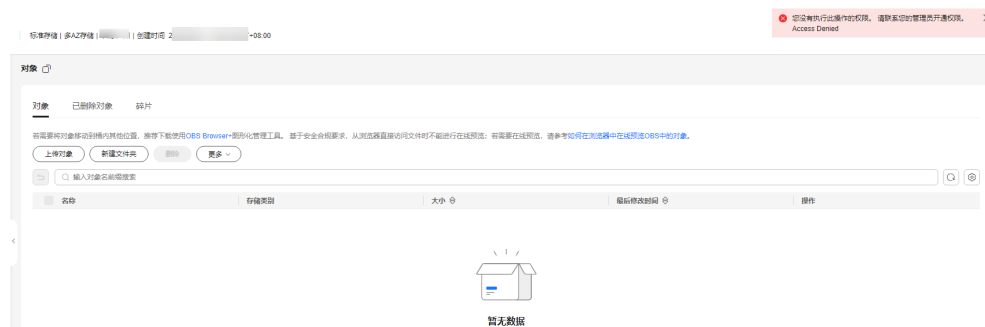 您没有执行此操作的权限。 请联系您的管理员开通权限。
Access Denied
标准存储 | 多AZ存储 | | 创建时间 2 +08:00
对象
对象 已删除对象 碎片
若需要将对象移动到桶内其他位置，推荐下载使用OBS Browser+图形化管理工具。 基于安全合规要求，从浏览器直接访问文件时不能进行在线预览；若需要在线预览，请参考如何在浏览器中在线预览OBS中的对象。
上传对象 新建文件夹 删除 更多
输入对象名前缀搜索
名称 存储类别 大小 最后修改时间 操作
暂无数据